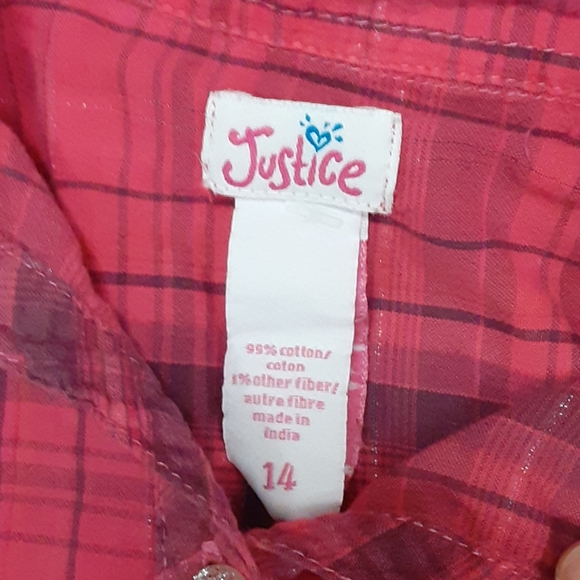 Justice
99% cotton/
coton
1% other fiber/
autre fibre
made in
india
14